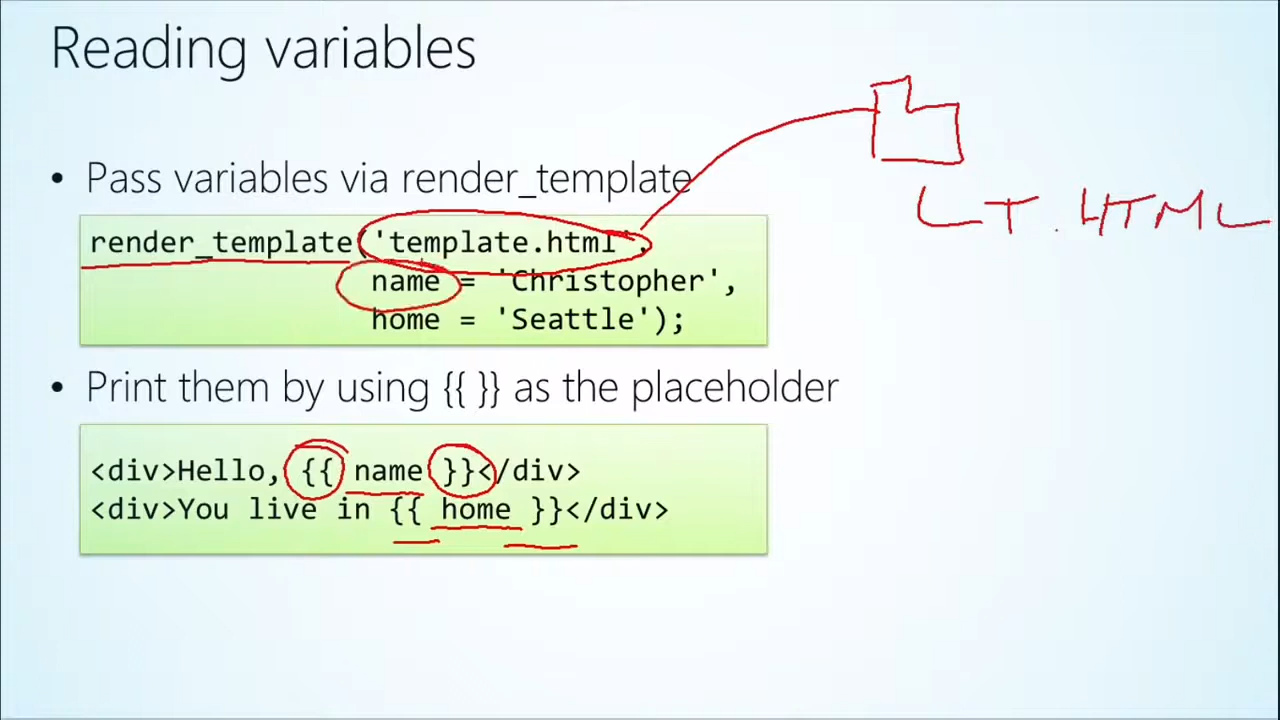 Reading variables
• Pass variables via render_template
render_template('template.html',
name = 'Christopher',
home = 'Seattle');
LT.HTML
• Print them by using {{ }} as the placeholder
<div>Hello, {{ name }}</div>
<div>You live in {{ home }}</div>